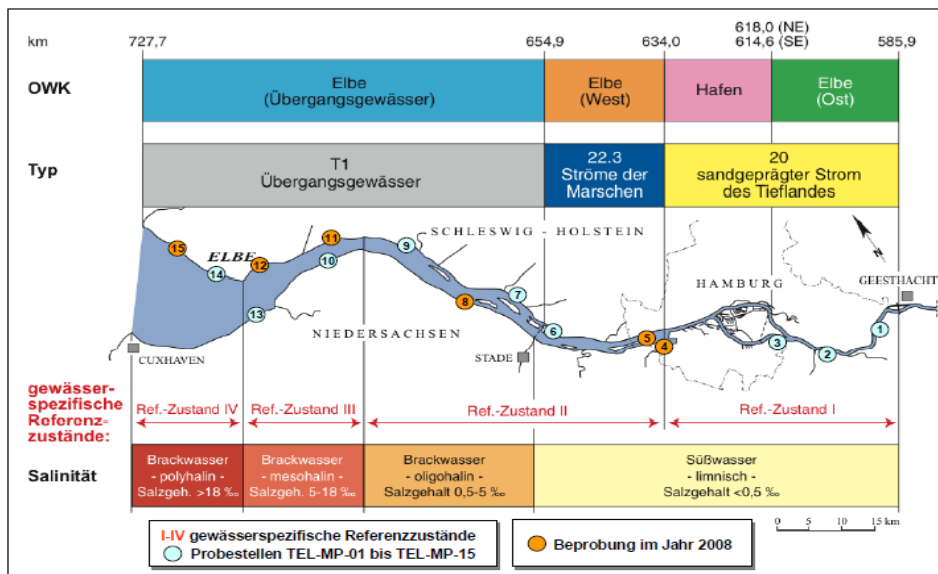 618,0 (NE)
km 727,7 654,9 634,0 614,6 (SE) 585,9
OWK
Elbe
(Übergangsgewässer)
Elbe
(West)
Hafen
Elbe
(Ost)
Typ
T1
Übergangsgewässer
22.3
Ströme der
Marschen
20
sandgeprägter Strom
des Tieflandes
15
14
ELBE
12
11
10
13
9
SCHLESWIG - HOLSTEIN
8
7
6
5
4
3
2
1
N
HAMBURG
GEESTHACHT
NIEDERSACHSEN
STADE
CUXHAVEN
gewässer-
spezifische
Referenz-
zustände:
Ref.-Zustand IV
Ref.-Zustand III
Ref.-Zustand II
Ref.-Zustand I
Salinität
Brackwasser
- polyhalin -
Salzgeh. >18 ‰
Brackwasser
- mesohalin -
Salzgeh. 5-18 ‰
Brackwasser
- oligohalin -
Salzgehalt 0,5-5 ‰
Süßwasser
- limnisch -
Salzgehalt <0,5 ‰
I-IV gewässerspezifische Referenzzustände
Probestellen TEL-MP-01 bis TEL-MP-15
Beprobung im Jahr 2008
0 5 10 15 km